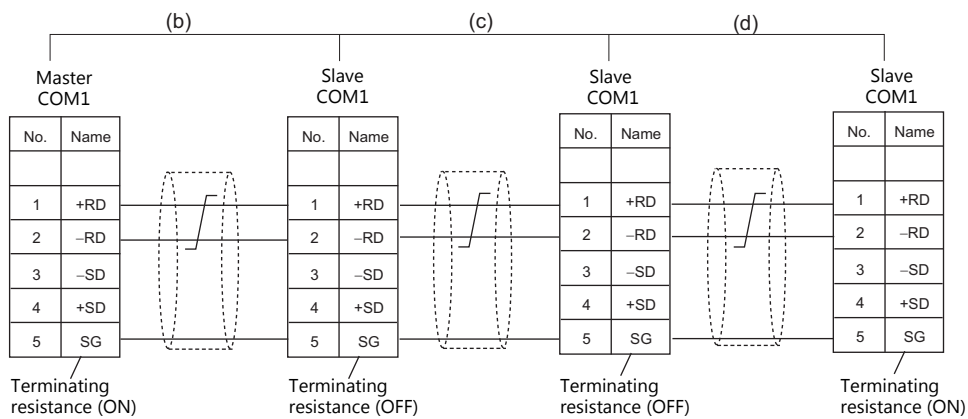 (b) (c) (d)
Master
COM1
Slave
COM1
Slave
COM1
Slave
COM1
No. Name
1 +RD
2 –RD
3 –SD
4 +SD
5 SG
No. Name
1 +RD
2 –RD
3 –SD
4 +SD
5 SG
No. Name
1 +RD
2 –RD
3 –SD
4 +SD
5 SG
No. Name
1 +RD
2 –RD
3 –SD
4 +SD
5 SG
Terminating
resistance (ON)
Terminating
resistance (OFF)
Terminating
resistance (OFF)
Terminating
resistance (ON)